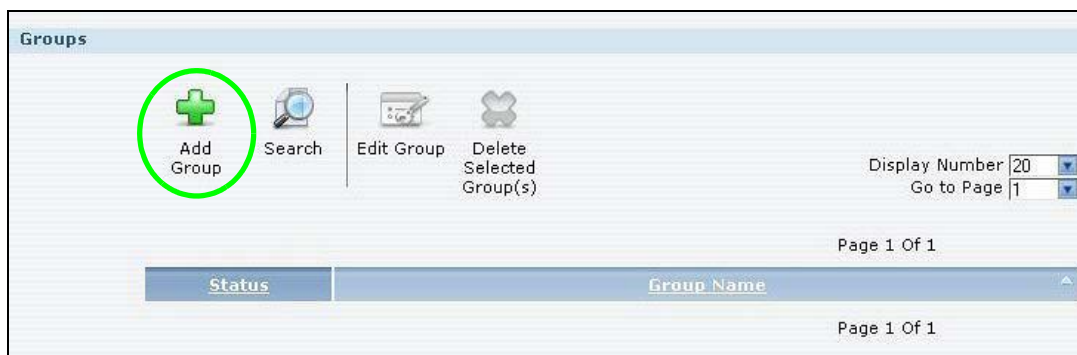 Groups
Add
Group
Search
Edit Group
Delete
Selected
Group(s)
Display Number 20
Go to Page 1
Page 1 Of 1
Status Group Name
Page 1 Of 1